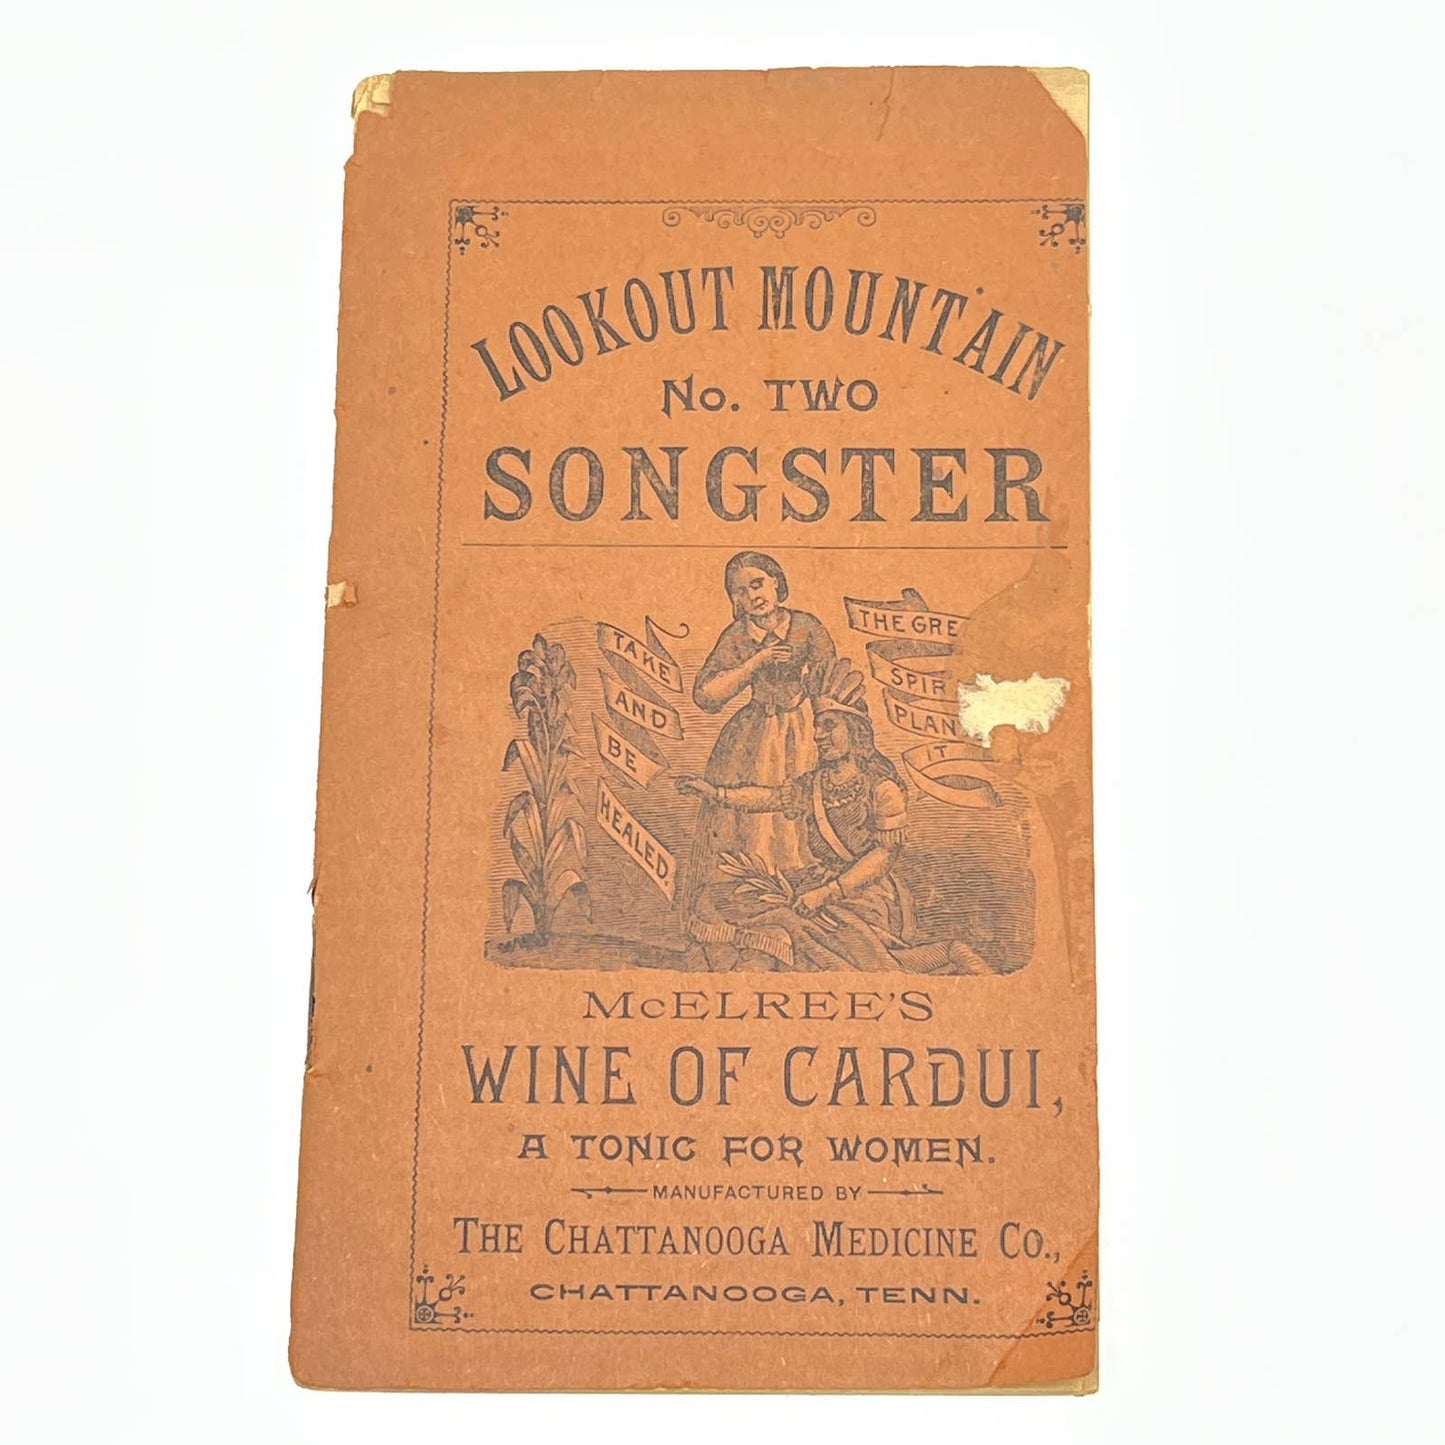 LOOKOUT MOUNTAIN
No. TWO
SONGSTER
TAKE
AND
BE
HEALED.
THE GRE
SPIR
PLAN
IT
McELREE'S
WINE OF CARDUI,
A TONIC FOR WOMEN.
MANUFACTURED BY
THE CHATTANOOGA MEDICINE CO.,
CHATTANOOGA, TENN.